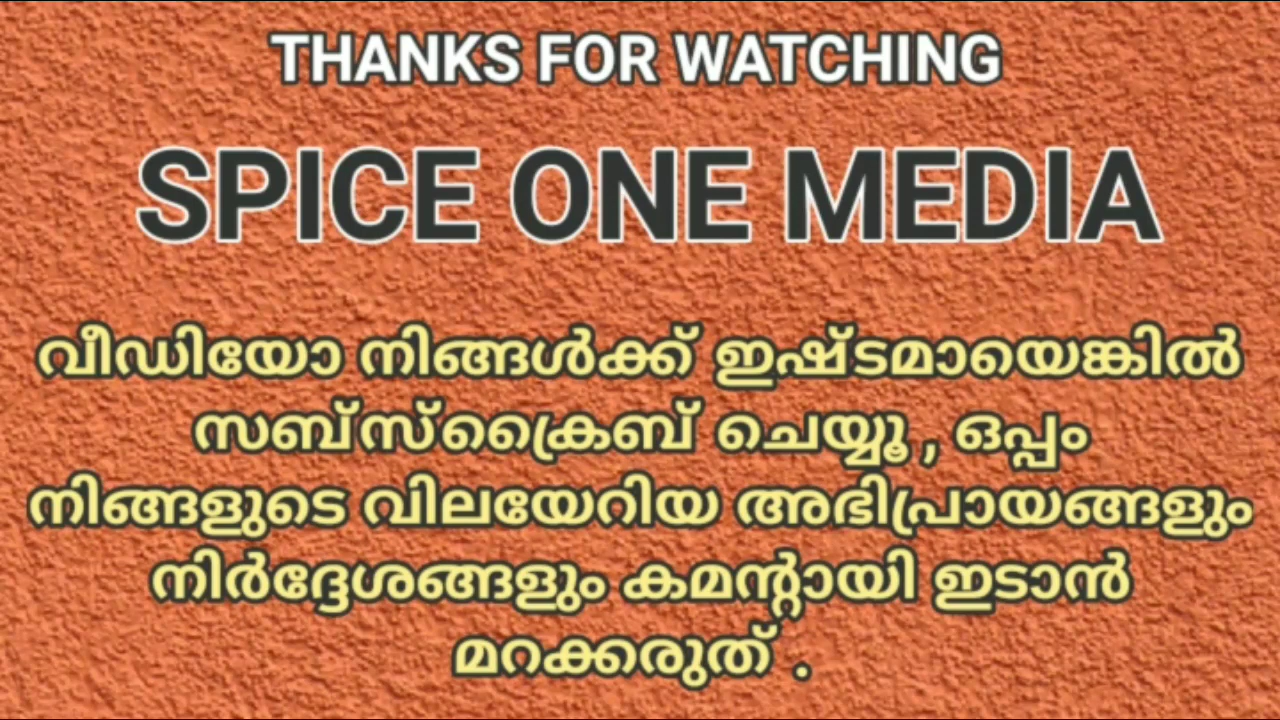 THANKS FOR WATCHING
SPICE ONE MEDIA
വീഡിയോ നിങ്ങൾക്ക് ഇഷ്ടമായെങ്കിൽ
സബ്സ്ക്രൈബ് ചെയ്യൂ , ഒപ്പം
നിങ്ങളുടെ വിലയേറിയ അഭിപ്രായങ്ങളും
നിർദ്ദേശങ്ങളും കമന്റായി ഇടാൻ
മറക്കരുത് .